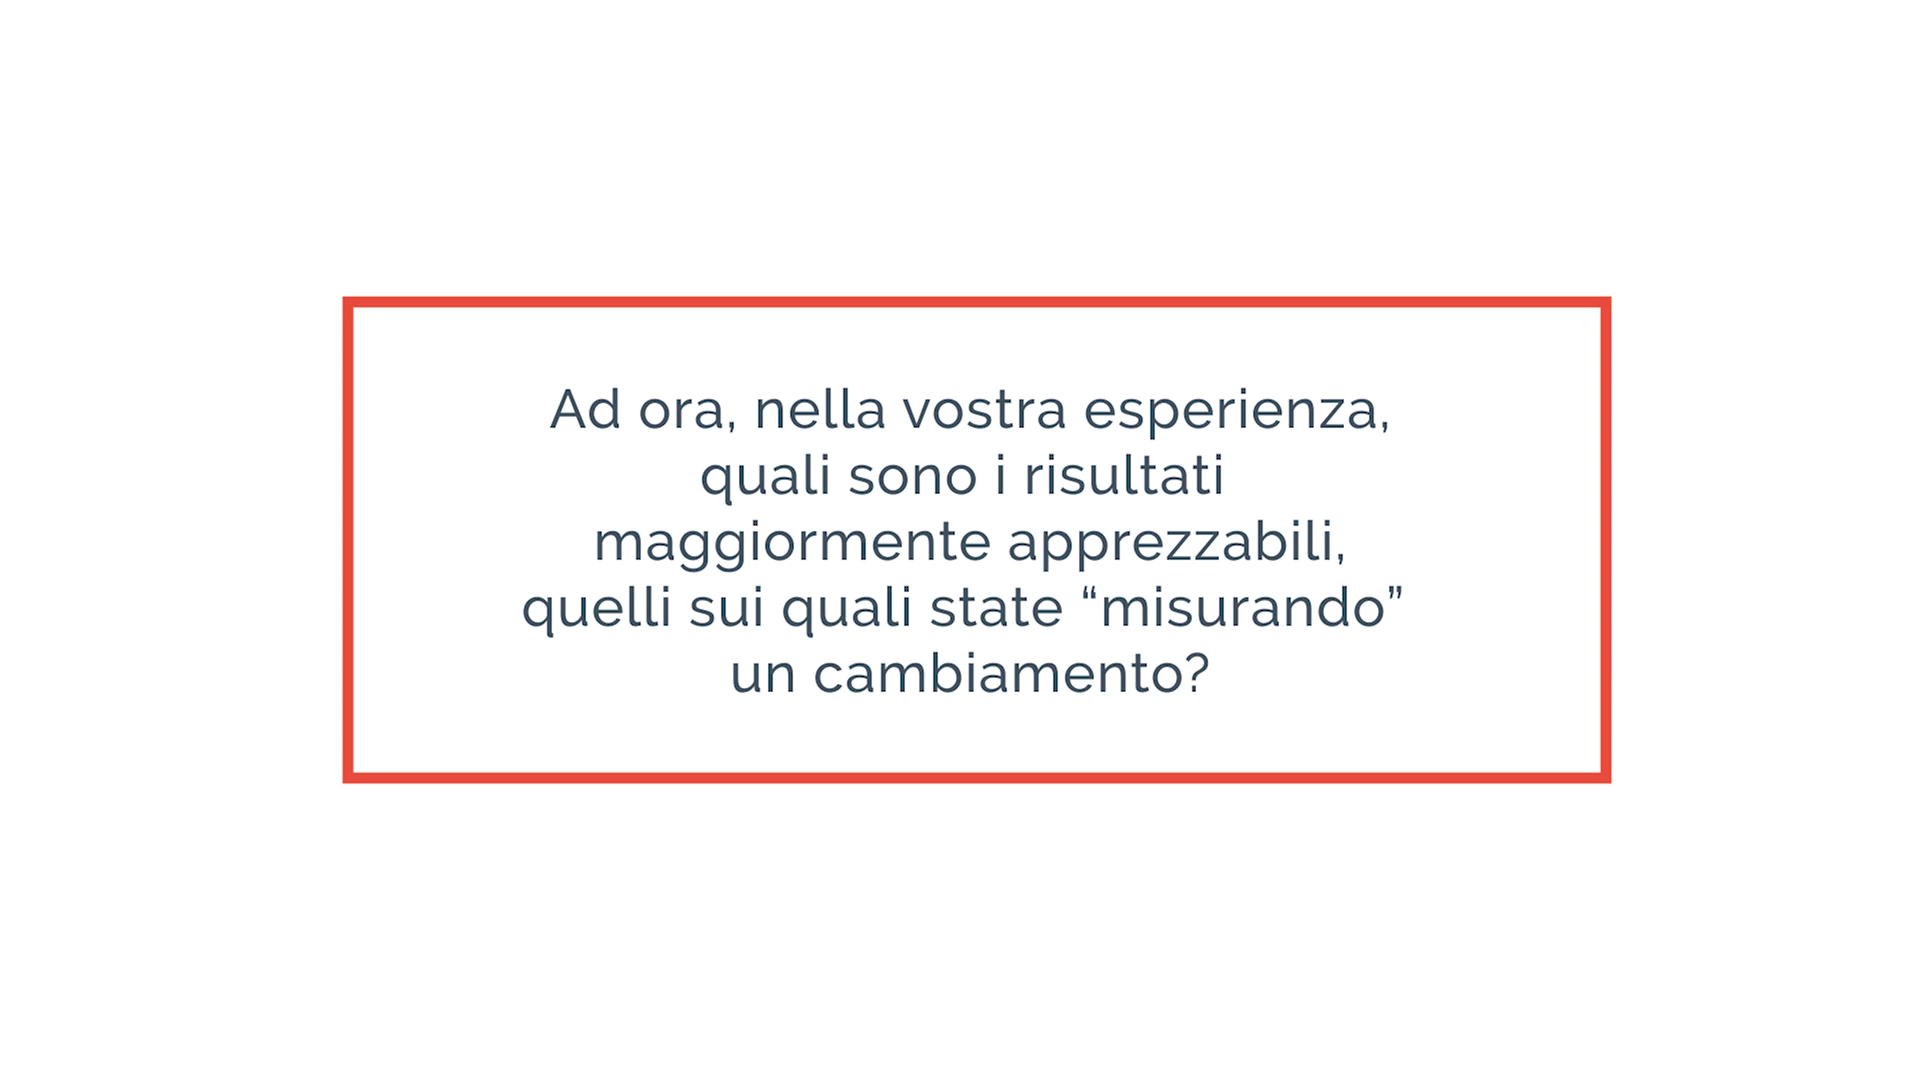 Ad ora, nella vostra esperienza,
quali sono i risultati
maggiormente apprezzabili,
quelli sui quali state “misurando”
un cambiamento?